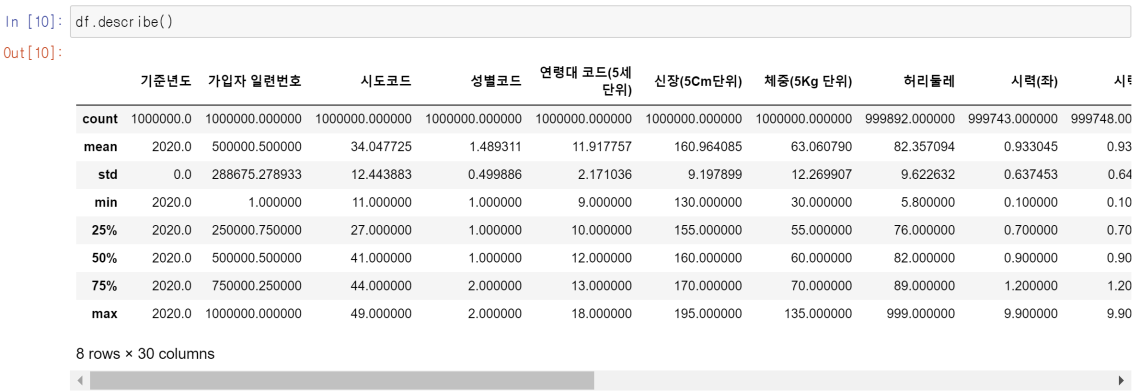 In [10]: df.describe()
Out[10]:
기준년도 가입자 일련번호 시도코드 성별코드 연령대 코드(5세 단위) 신장(5Cm단위) 체중(5Kg 단위) 허리둘레 시력(좌)
count 1000000.0 1000000.000000 1000000.000000 1000000.000000 1000000.000000 1000000.000000 1000000.000000 999892.000000 999743.000000 999748.00
mean 2020.0 500000.500000 34.047725 1.489311 11.917757 160.964085 63.060790 82.357094 0.933045 0.93
std 0.0 288675.278933 12.443883 0.499886 2.171036 9.197899 12.269907 9.622632 0.637453 0.64
min 2020.0 1.000000 11.000000 1.000000 9.000000 130.000000 30.000000 5.800000 0.100000 0.10
25% 2020.0 250000.750000 27.000000 1.000000 10.000000 155.000000 55.000000 76.000000 0.700000 0.70
50% 2020.0 500000.500000 41.000000 1.000000 12.000000 160.000000 60.000000 82.000000 0.900000 0.90
75% 2020.0 750000.250000 44.000000 2.000000 13.000000 170.000000 70.000000 89.000000 1.200000 1.20
max 2020.0 1000000.000000 49.000000 2.000000 18.000000 195.000000 135.000000 999.000000 9.900000 9.90
8 rows × 30 columns